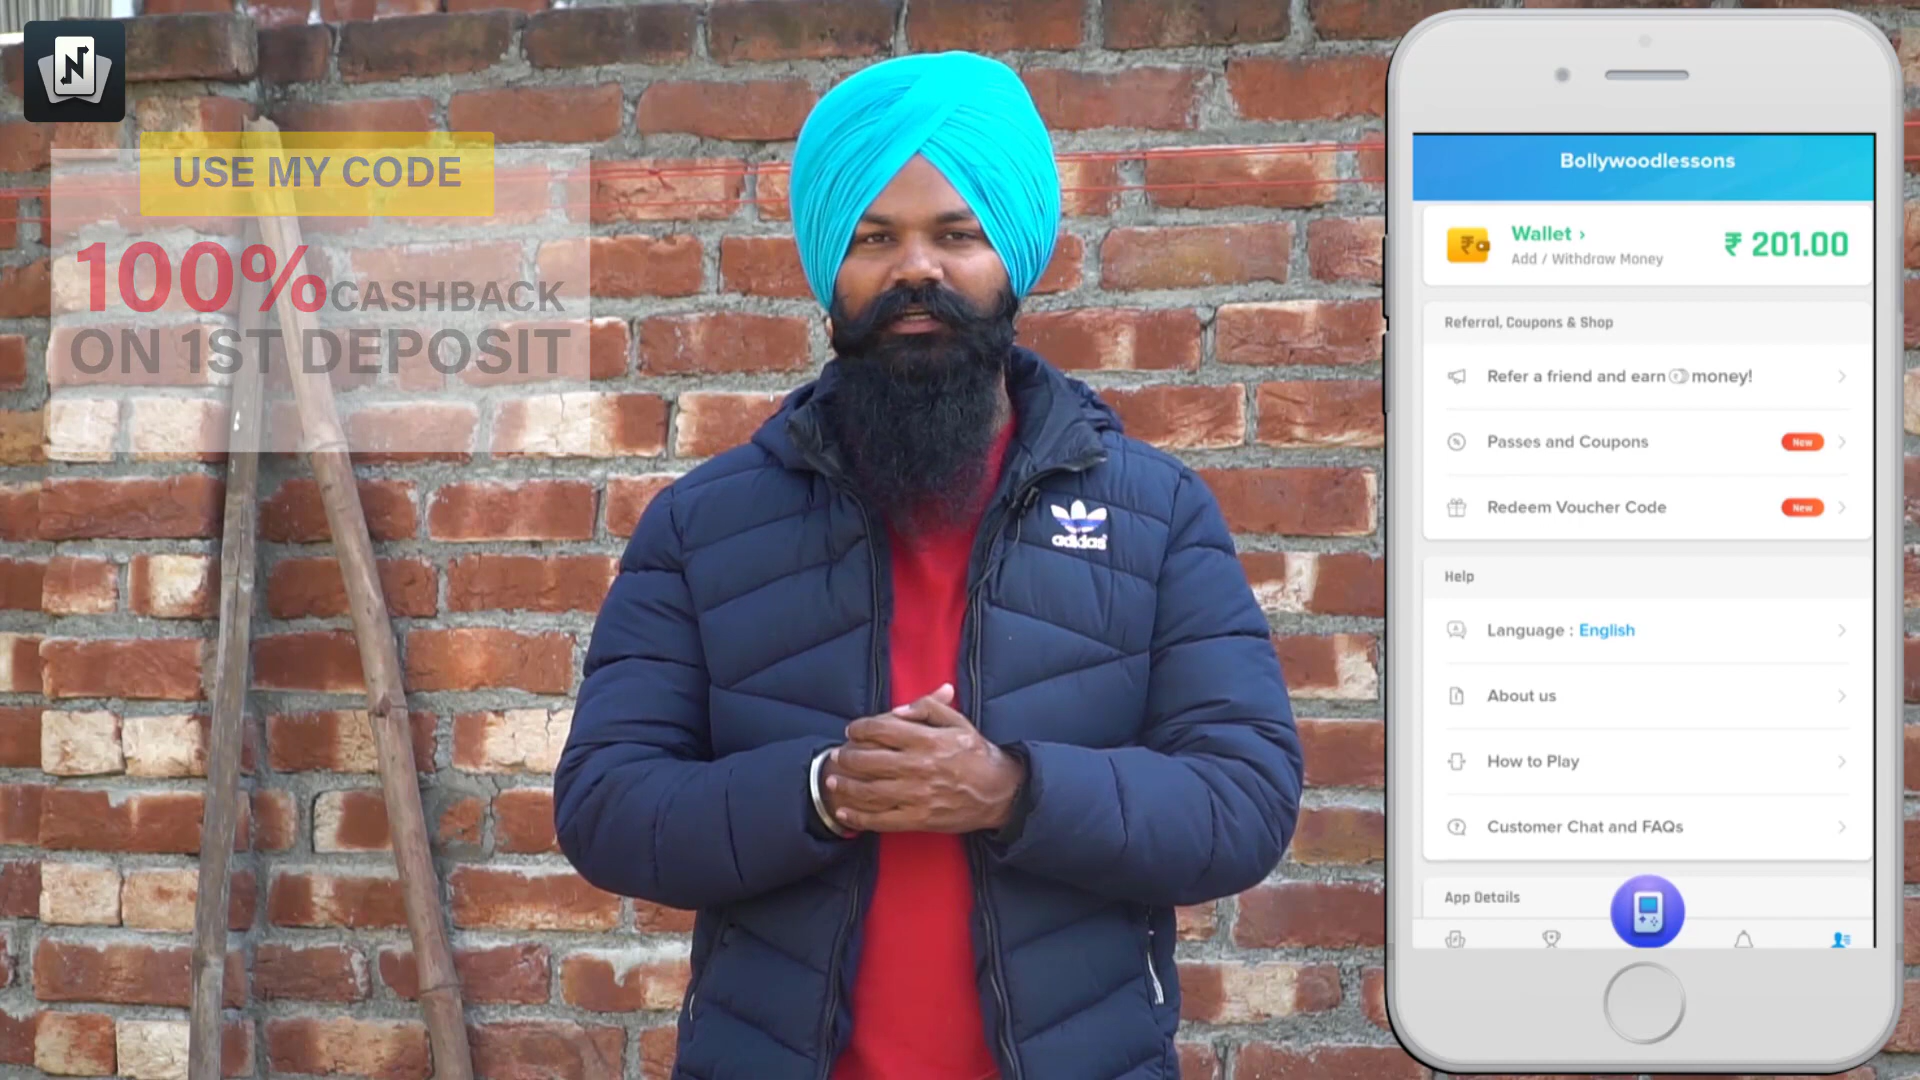 N
USE MY CODE
100% CASHBACK
ON 1ST DEPOSIT
adidas
Bollywoodlessons
Wallet ›
Add / Withdraw Money
₹ 201.00
Referral, Coupons & Shop
Refer a friend and earn money!
Passes and Coupons New
Redeem Voucher Code New
Help
Language : English
About us
How to Play
Customer Chat and FAQs
App Details